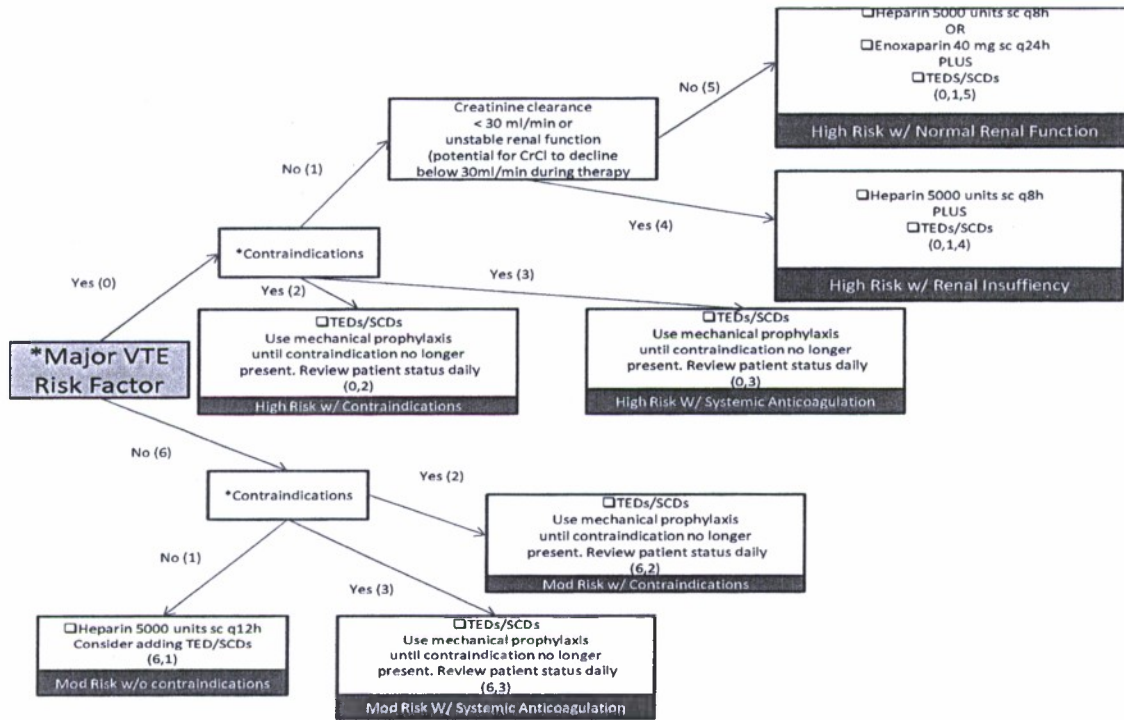 ☐Heparin 5000 units sc q8h
OR
☐Enoxaparin 40 mg sc q24h
PLUS
☐TEDS/SCDs
(0,1,5)
High Risk w/ Normal Renal Function
No (5)
Creatinine clearance
< 30 ml/min or
unstable renal function
(potential for CrCl to decline
below 30ml/min during therapy
No (1)
Yes (4)
☐Heparin 5000 units sc q8h
PLUS
☐TEDs/SCDs
(0,1,4)
High Risk w/ Renal Insuffiency
*Contraindications
Yes (0)
Yes (2)
Yes (3)
☐TEDs/SCDs
Use mechanical prophylaxis
until contraindication no longer
present. Review patient status daily
(0,2)
High Risk w/ Contraindications
☐TEDs/SCDs
Use mechanical prophylaxis
until contraindication no longer
present. Review patient status daily
(0,3)
High Risk W/ Systemic Anticoagulation
*Major VTE
Risk Factor
No (6)
*Contraindications
Yes (2)
☐TEDs/SCDs
Use mechanical prophylaxis
until contraindication no longer
present. Review patient status daily
(6,2)
Mod Risk w/ Contraindications
No (1)
Yes (3)
☐Heparin 5000 units sc q12h
Consider adding TED/SCDs
(6,1)
Mod Risk w/o contraindications
☐TEDs/SCDs
Use mechanical prophylaxis
until contraindication no longer
present. Review patient status daily
(6,3)
Mod Risk W/ Systemic Anticoagulation